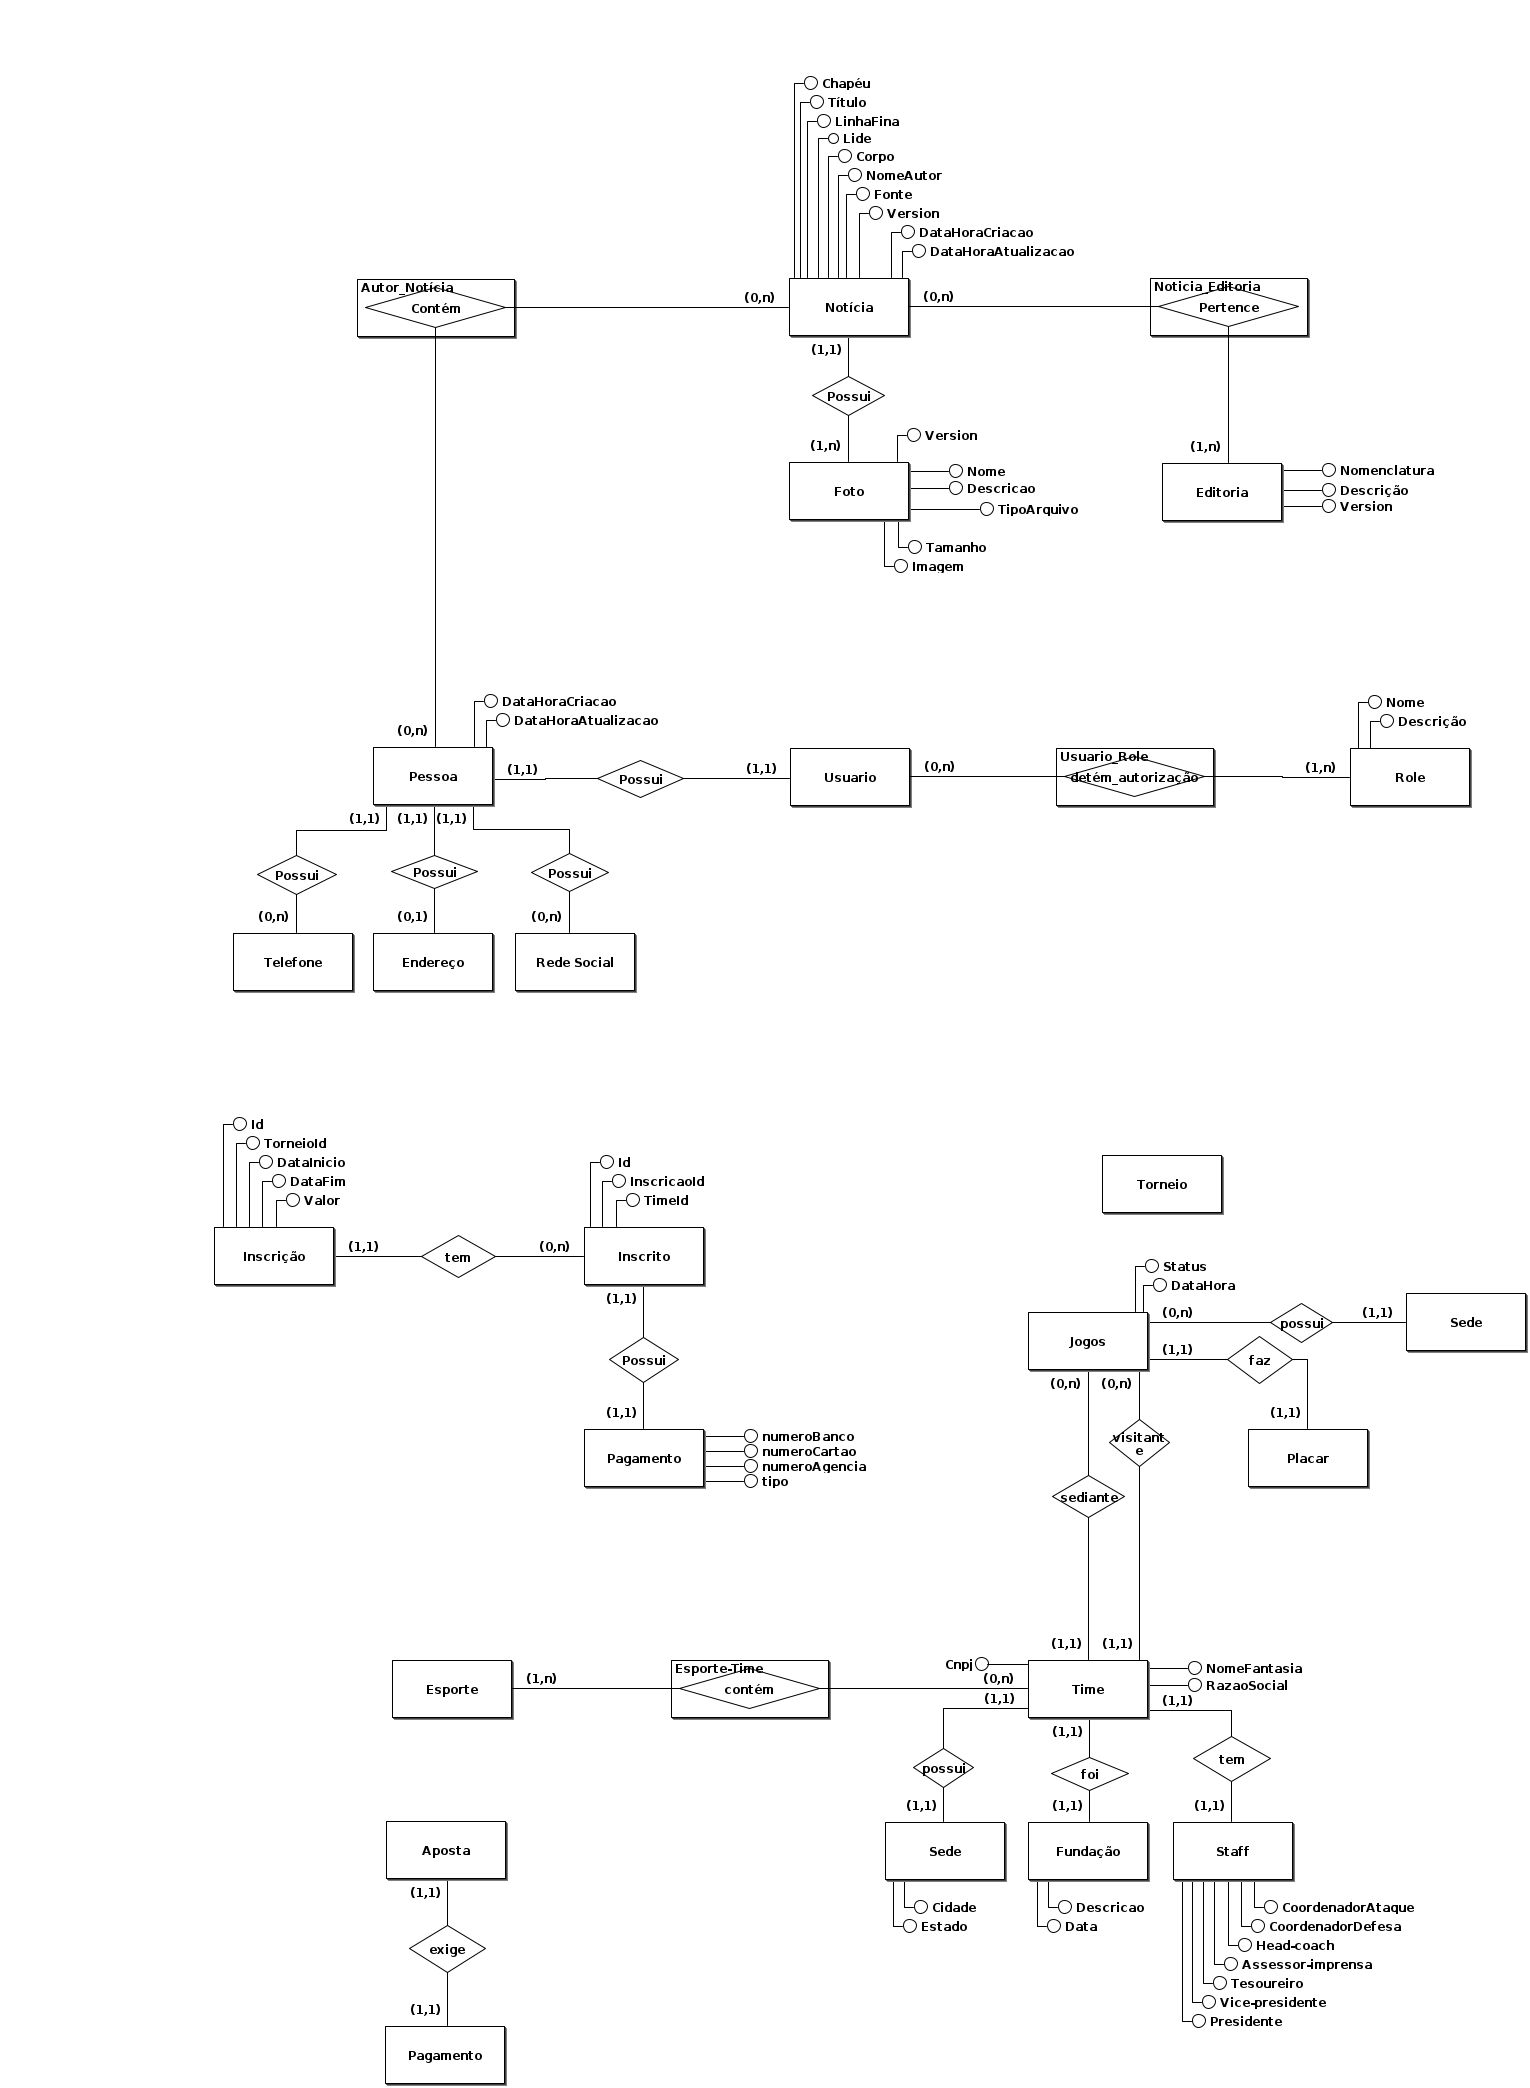 Chapéu
Título
LinhaFina
Lide
Corpo
NomeAutor
Fonte
Version
DataHoraCriacao
DataHoraAtualizacao
Autor_Notícia
Contém
(0,n)
Notícia
(0,n)
Noticia_Editoria
Pertence
(1,1)
Possui
(1,n)
Version
Nome
Descricao
TipoArquivo
Foto
Tamanho
Imagem
(1,n)
Editoria
Nomenclatura
Descrição
Version
DataHoraCriacao
DataHoraAtualizacao
(0,n)
Pessoa
(1,1)
Possui
(1,1)
Usuario
(0,n)
Usuario_Role
detém_autorização
(1,n)
Nome
Descrição
Role
(1,1)
(1,1)
(1,1)
Possui
Possui
Possui
(0,n)
(0,1)
(0,n)
Telefone
Endereço
Rede Social
Id
TorneioId
DataInicio
DataFim
Valor
Inscrição
(1,1)
tem
(0,n)
Id
InscricaoId
TimeId
Inscrito
(1,1)
Possui
(1,1)
Pagamento
numeroBanco
numeroCartao
numeroAgencia
tipo
Torneio
Status
DataHora
Jogos
(0,n)
possui
(1,1)
Sede
(1,1)
faz
(1,1)
Placar
(0,n)
(0,n)
visitant
e
sediante
(1,1)
(1,1)
Esporte
(1,n)
Esporte-Time
contém
Cnpj
(0,n)
(1,1)
Time
NomeFantasia
RazaoSocial
(1,1)
(1,1)
possui
foi
tem
(1,1)
(1,1)
(1,1)
Sede
Fundação
Staff
Cidade
Estado
Descricao
Data
CoordenadorAtaque
CoordenadorDefesa
Head-coach
Assessor-imprensa
Tesoureiro
Vice-presidente
Presidente
Aposta
(1,1)
exige
(1,1)
Pagamento